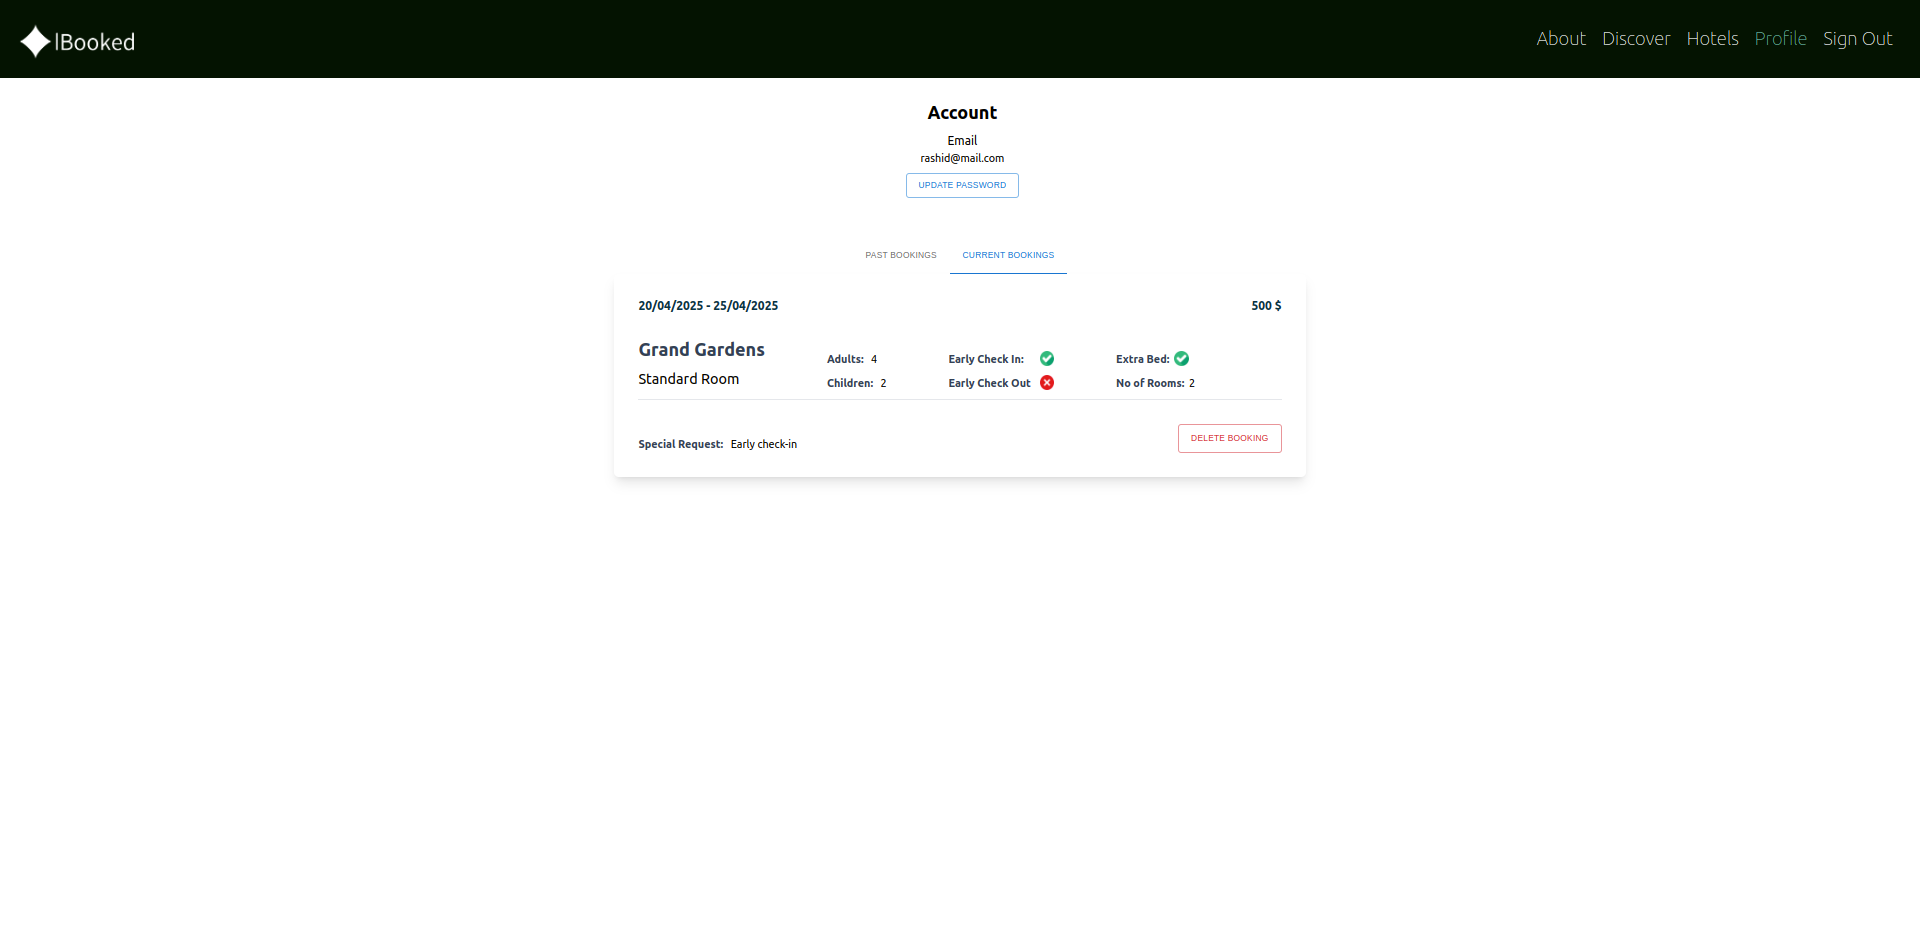 |Booked
About Discover Hotels Profile Sign Out
Account
Email
rashid@mail.com
UPDATE PASSWORD
PAST BOOKINGS CURRENT BOOKINGS
20/04/2025 - 25/04/2025 500 $
Grand Gardens
Standard Room
Adults: 4
Children: 2
Early Check In:
Early Check Out
Extra Bed:
No of Rooms: 2
Special Request: Early check-in
DELETE BOOKING